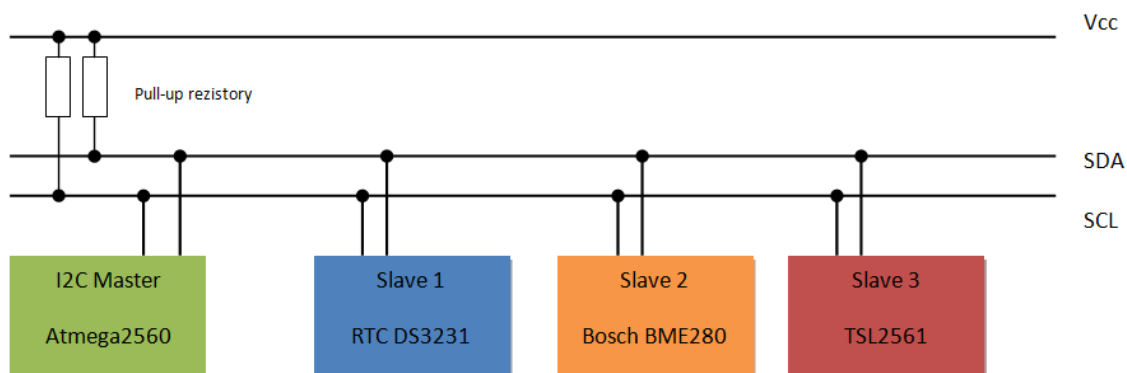 Vcc
Pull-up rezistory
SDA
SCL
I2C Master
Atmega2560
Slave 1
RTC DS3231
Slave 2
Bosch BME280
Slave 3
TSL2561